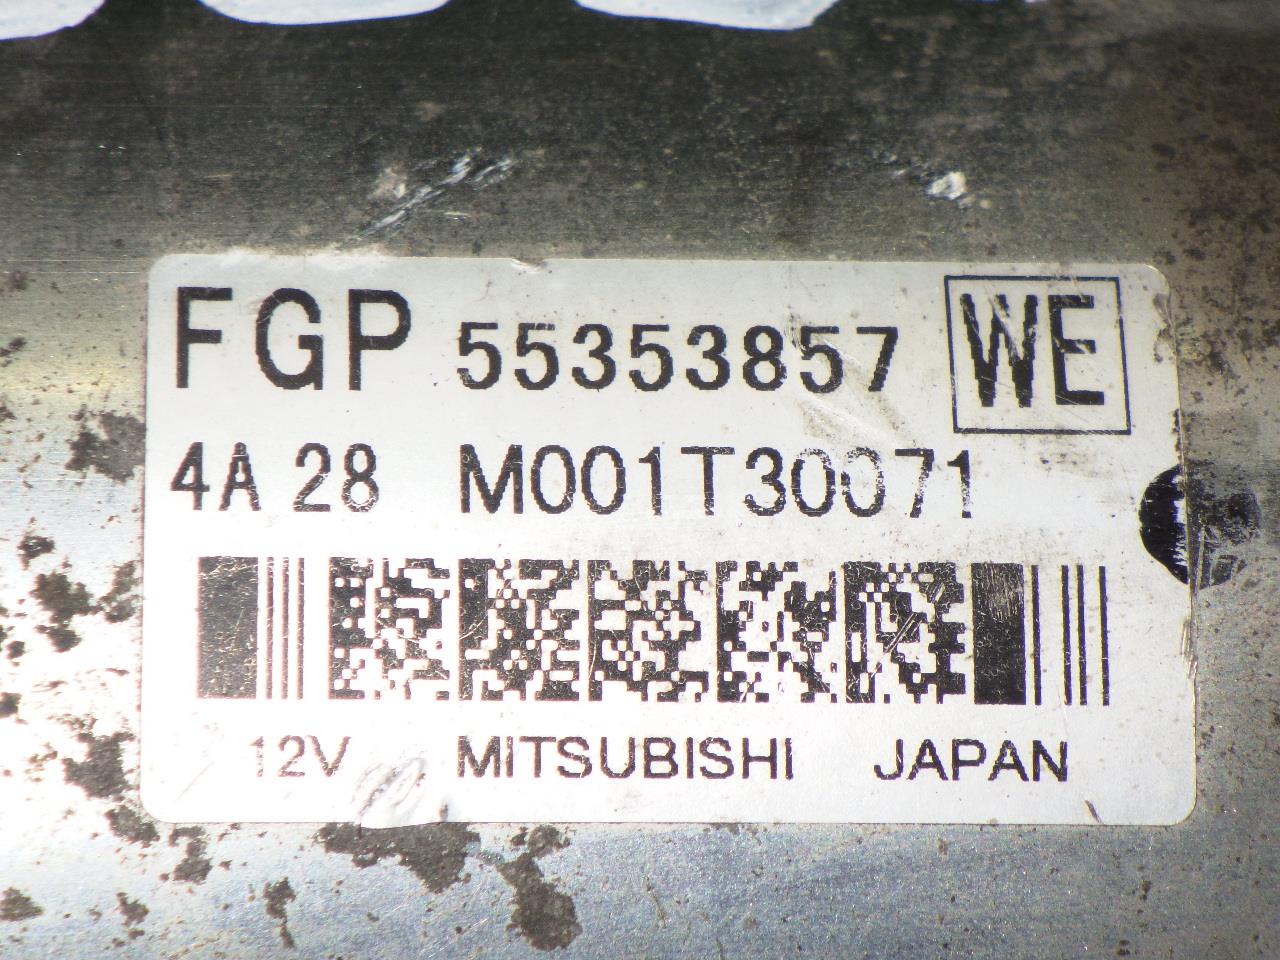 FGP 55353857 WE
4A 28 M001T30071
12V MITSUBISHI JAPAN